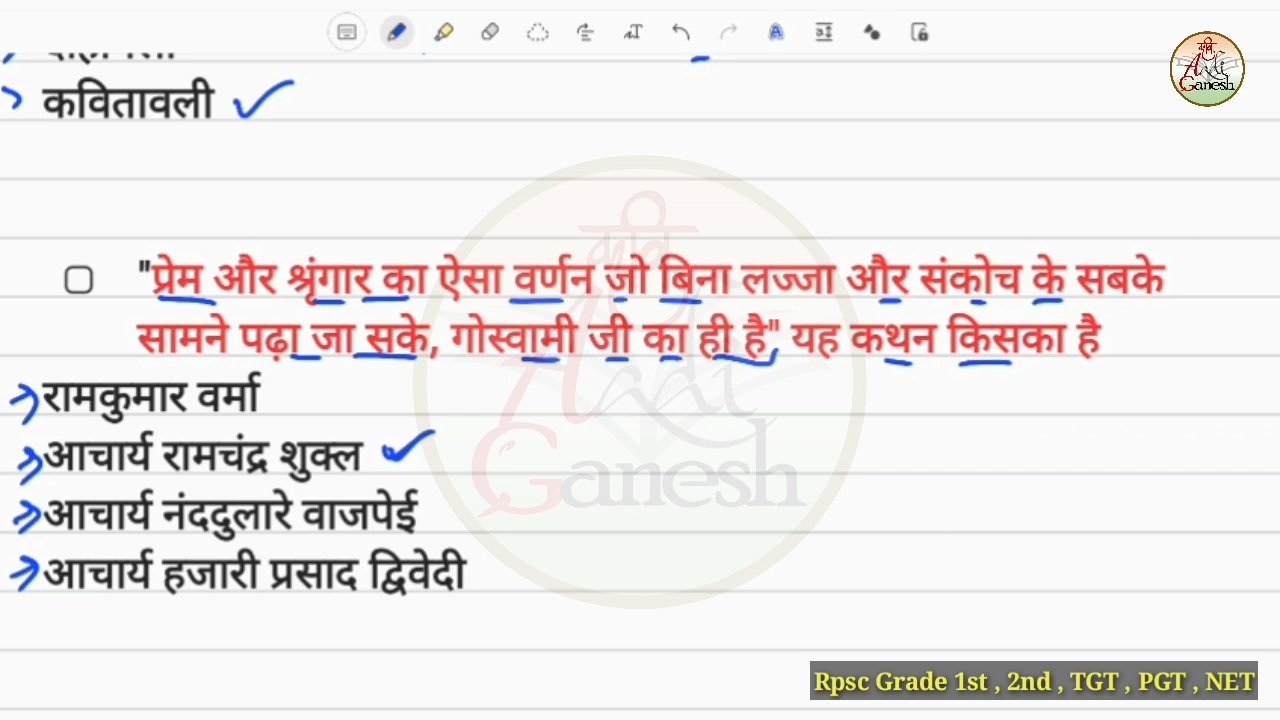 कवितावली
"प्रेम और श्रृंगार का ऐसा वर्णन जो बिना लज्जा और संकोच के सबके
सामने पढ़ा जा सके, गोस्वामी जी का ही है" यह कथन किसका है
रामकुमार वर्मा
आचार्य रामचंद्र शुक्ल
आचार्य नंददुलारे वाजपेई
आचार्य हजारी प्रसाद द्विवेदी
Ganesh
Rpsc Grade 1st , 2nd , TGT , PGT , NET